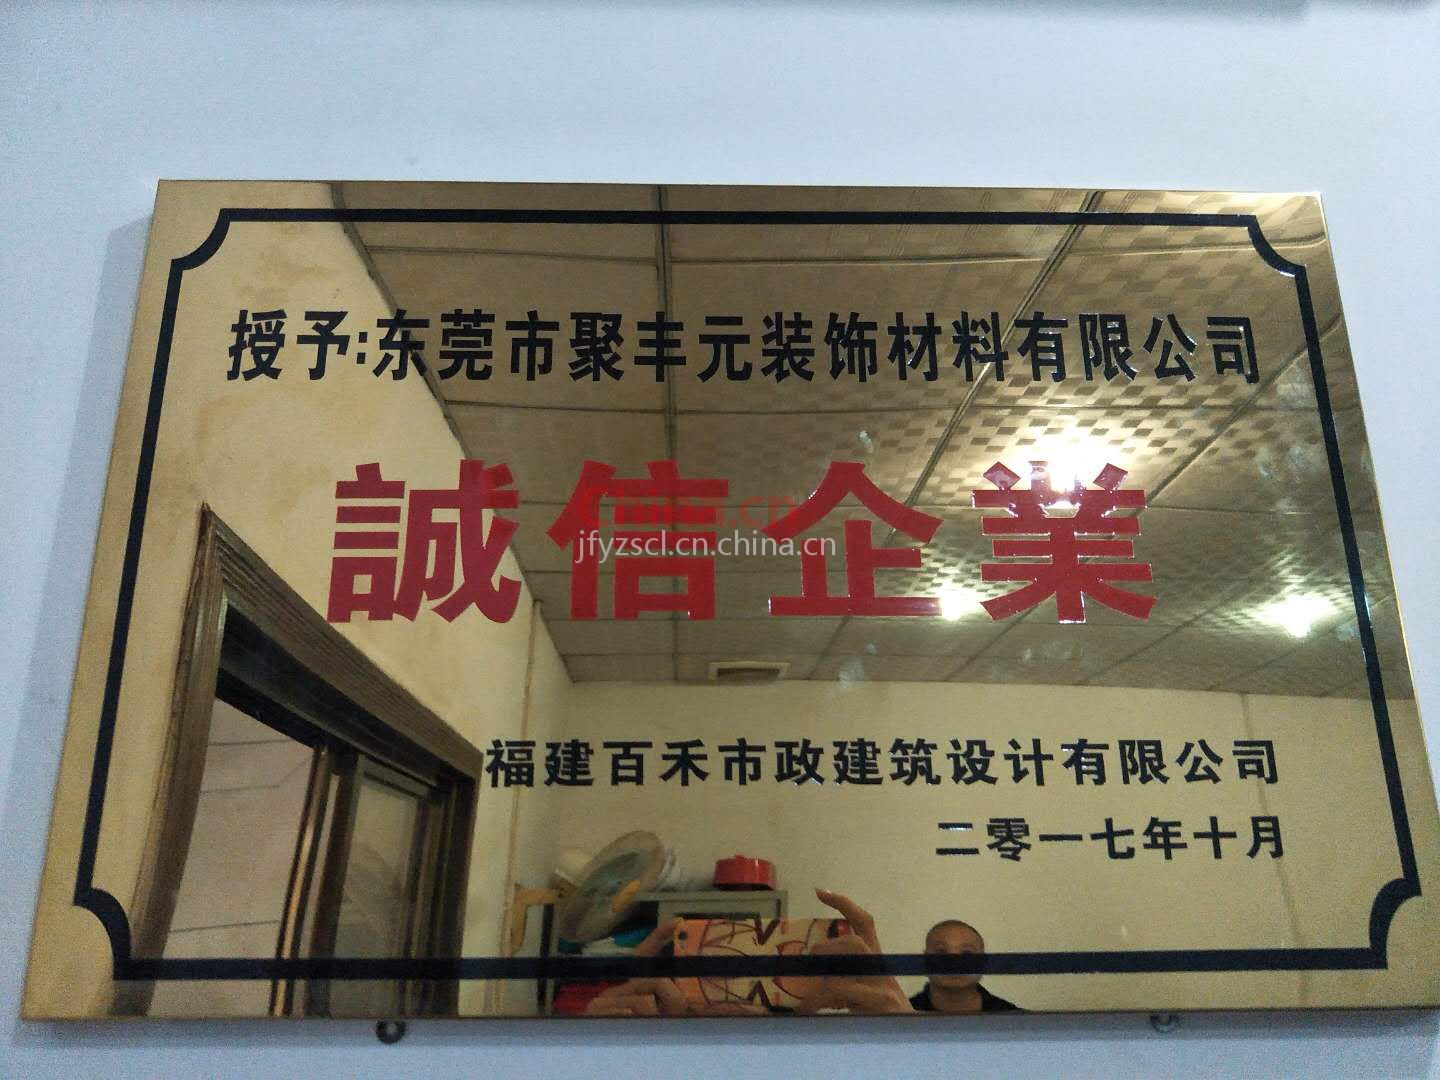 授予:东莞市聚丰元装饰材料有限公司
誠信企業
China.cn
jfyzscl.cn.china.cn
福建百禾市政建筑设计有限公司
二零一七年十月